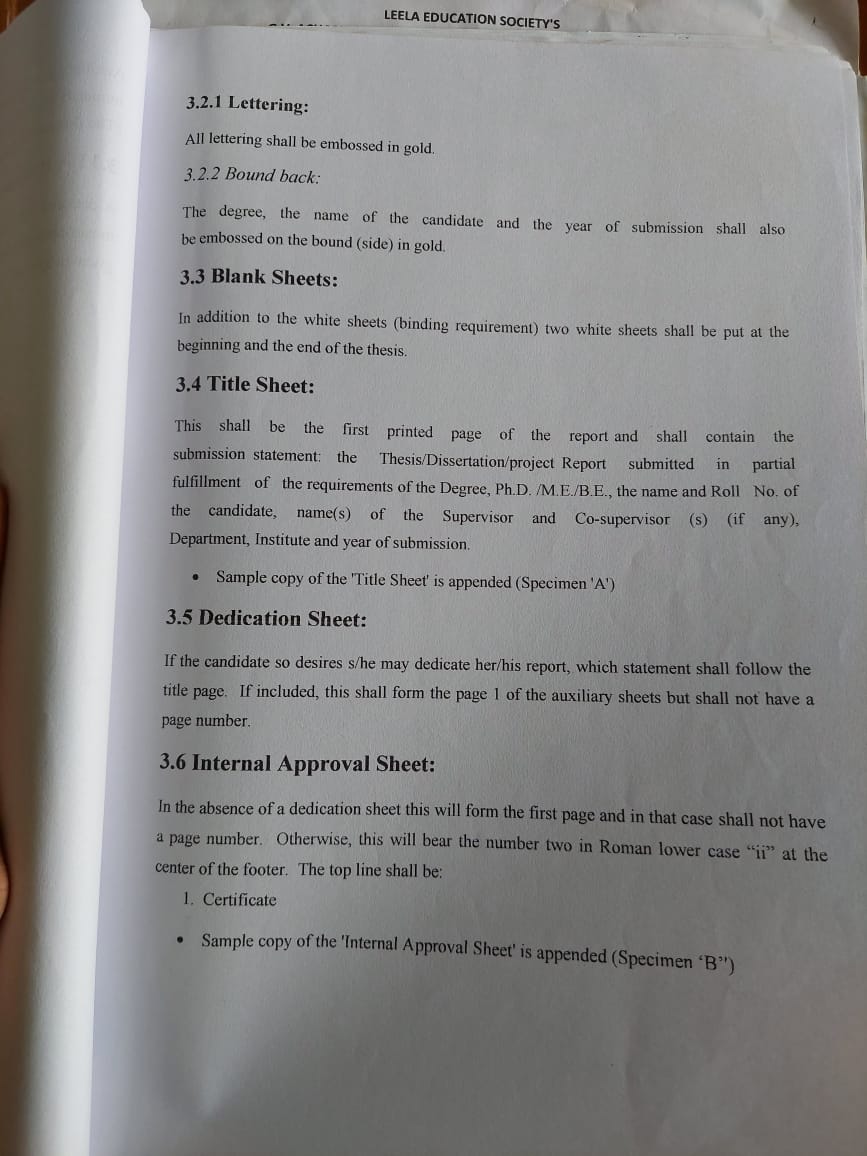 LEELA EDUCATION SOCIETY'S
3.2.1 Lettering:
All lettering shall be embossed in gold.
3.2.2 Bound back:
The degree, the name of the candidate and the year of submission shall also
be embossed on the bound (side) in gold.
3.3 Blank Sheets:
In addition to the white sheets (binding requirement) two white sheets shall be put at the
beginning and the end of the thesis.
3.4 Title Sheet:
This shall be the first printed page of the report and shall contain the
submission statement: the Thesis/Dissertation/project Report submitted in partial
fulfillment of the requirements of the Degree, Ph.D. /M.E./B.E., the name and Roll No. of
the candidate, name(s) of the Supervisor and Co-supervisor (s) (if any),
Department, Institute and year of submission.
• Sample copy of the 'Title Sheet' is appended (Specimen 'A')
3.5 Dedication Sheet:
If the candidate so desires s/he may dedicate her/his report, which statement shall follow the
title page. If included, this shall form the page 1 of the auxiliary sheets but shall not have a
page number.
3.6 Internal Approval Sheet:
In the absence of a dedication sheet this will form the first page and in that case shall not have
a page number. Otherwise, this will bear the number two in Roman lower case “ii” at the
center of the footer. The top line shall be:
1. Certificate
• Sample copy of the 'Internal Approval Sheet' is appended (Specimen ‘B”)